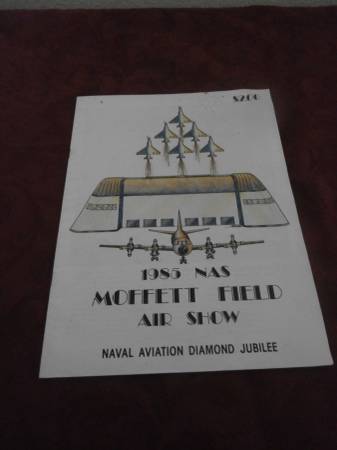 $2.00
1985 NAS
MOFFETT FIELD
AIR SHOW
NAVAL AVIATION DIAMOND JUBILEE